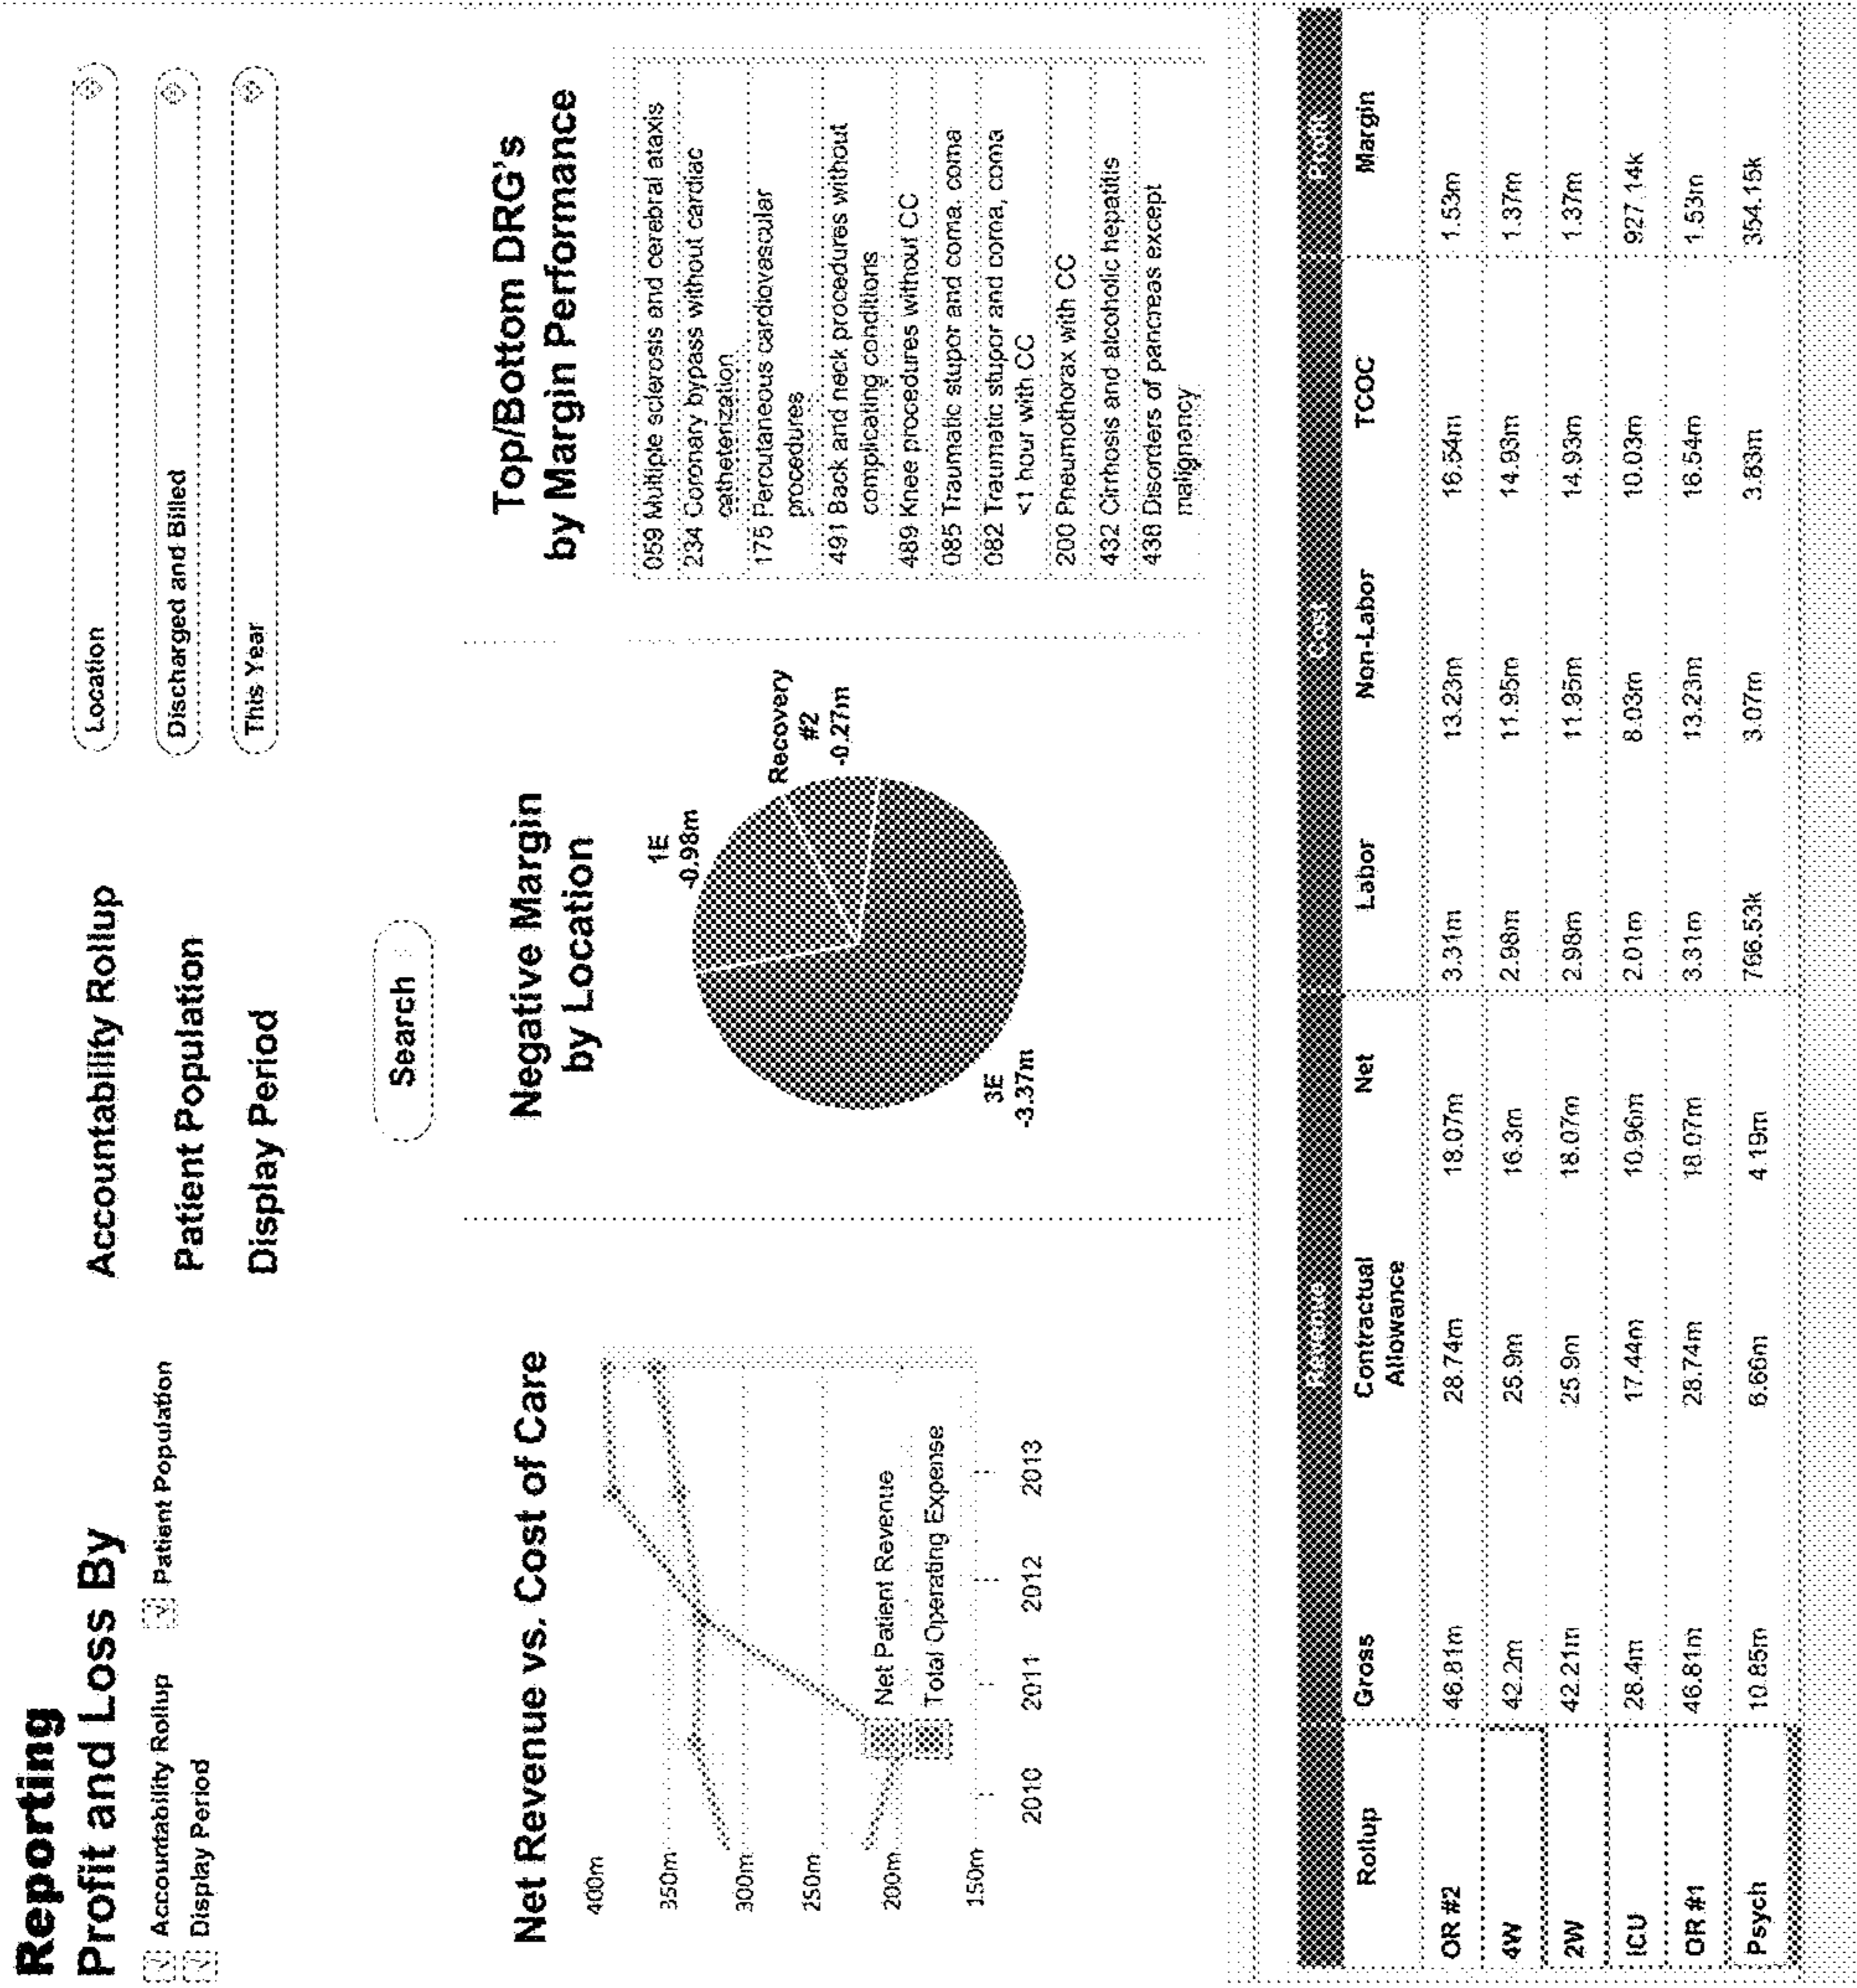 Reporting
Profit and Loss By
Accountability Rollup
Patient Population
Display Period
Accountability Rollup
Location
Patient Population
Discharged and Billed
Display Period
This Year
Search
Net Revenue vs. Cost of Care
400m
350m
300m
250m
200m
150m
2010
2011
2012
2013
Net Patient Revenue
Total Operating Expense
Negative Margin
by Location
1E
-0.98m
Recovery
#2
-0.27m
3E
-3.37m
Top/Bottom DRG's
by Margin Performance
059 Multiple sclerosis and cerebral ataxis
234 Coronary bypass without cardiac
catheterization
175 Percutaneous cardiovascular
procedures
491 Back and neck procedures without
complicating conditions
489 Knee procedures without CC
085 Traumatic stupor and coma. coma
082 Traumatic stupor and coma, coma
<1 hour with CC
200 Pneumothorax with CC
432 Cirrhosis and alcoholic hepatitis
438 Disorders of pancreas except
malignancy
Revenue Cost Profit
Rollup Gross Contractual Allowance Net Labor Non-Labor TCOC Margin
OR #2 46.81m 28.74m 18.07m 3.31m 13.23m 16.54m 1.53m
4W 42.2m 25.9m 16.3m 2.98m 11.95m 14.93m 1.37m
2W 42.21m 25.9m 18.07m 2.98m 11.95m 14.93m 1.37m
ICU 28.4m 17.44m 10.96m 2.01m 8.03m 10.03m 927.14k
OR #1 46.81m 28.74m 18.07m 3.31m 13.23m 16.54m 1.53m
Psych 10.85m 6.66m 4.19m 766.53k 3.07m 3.83m 354.15k